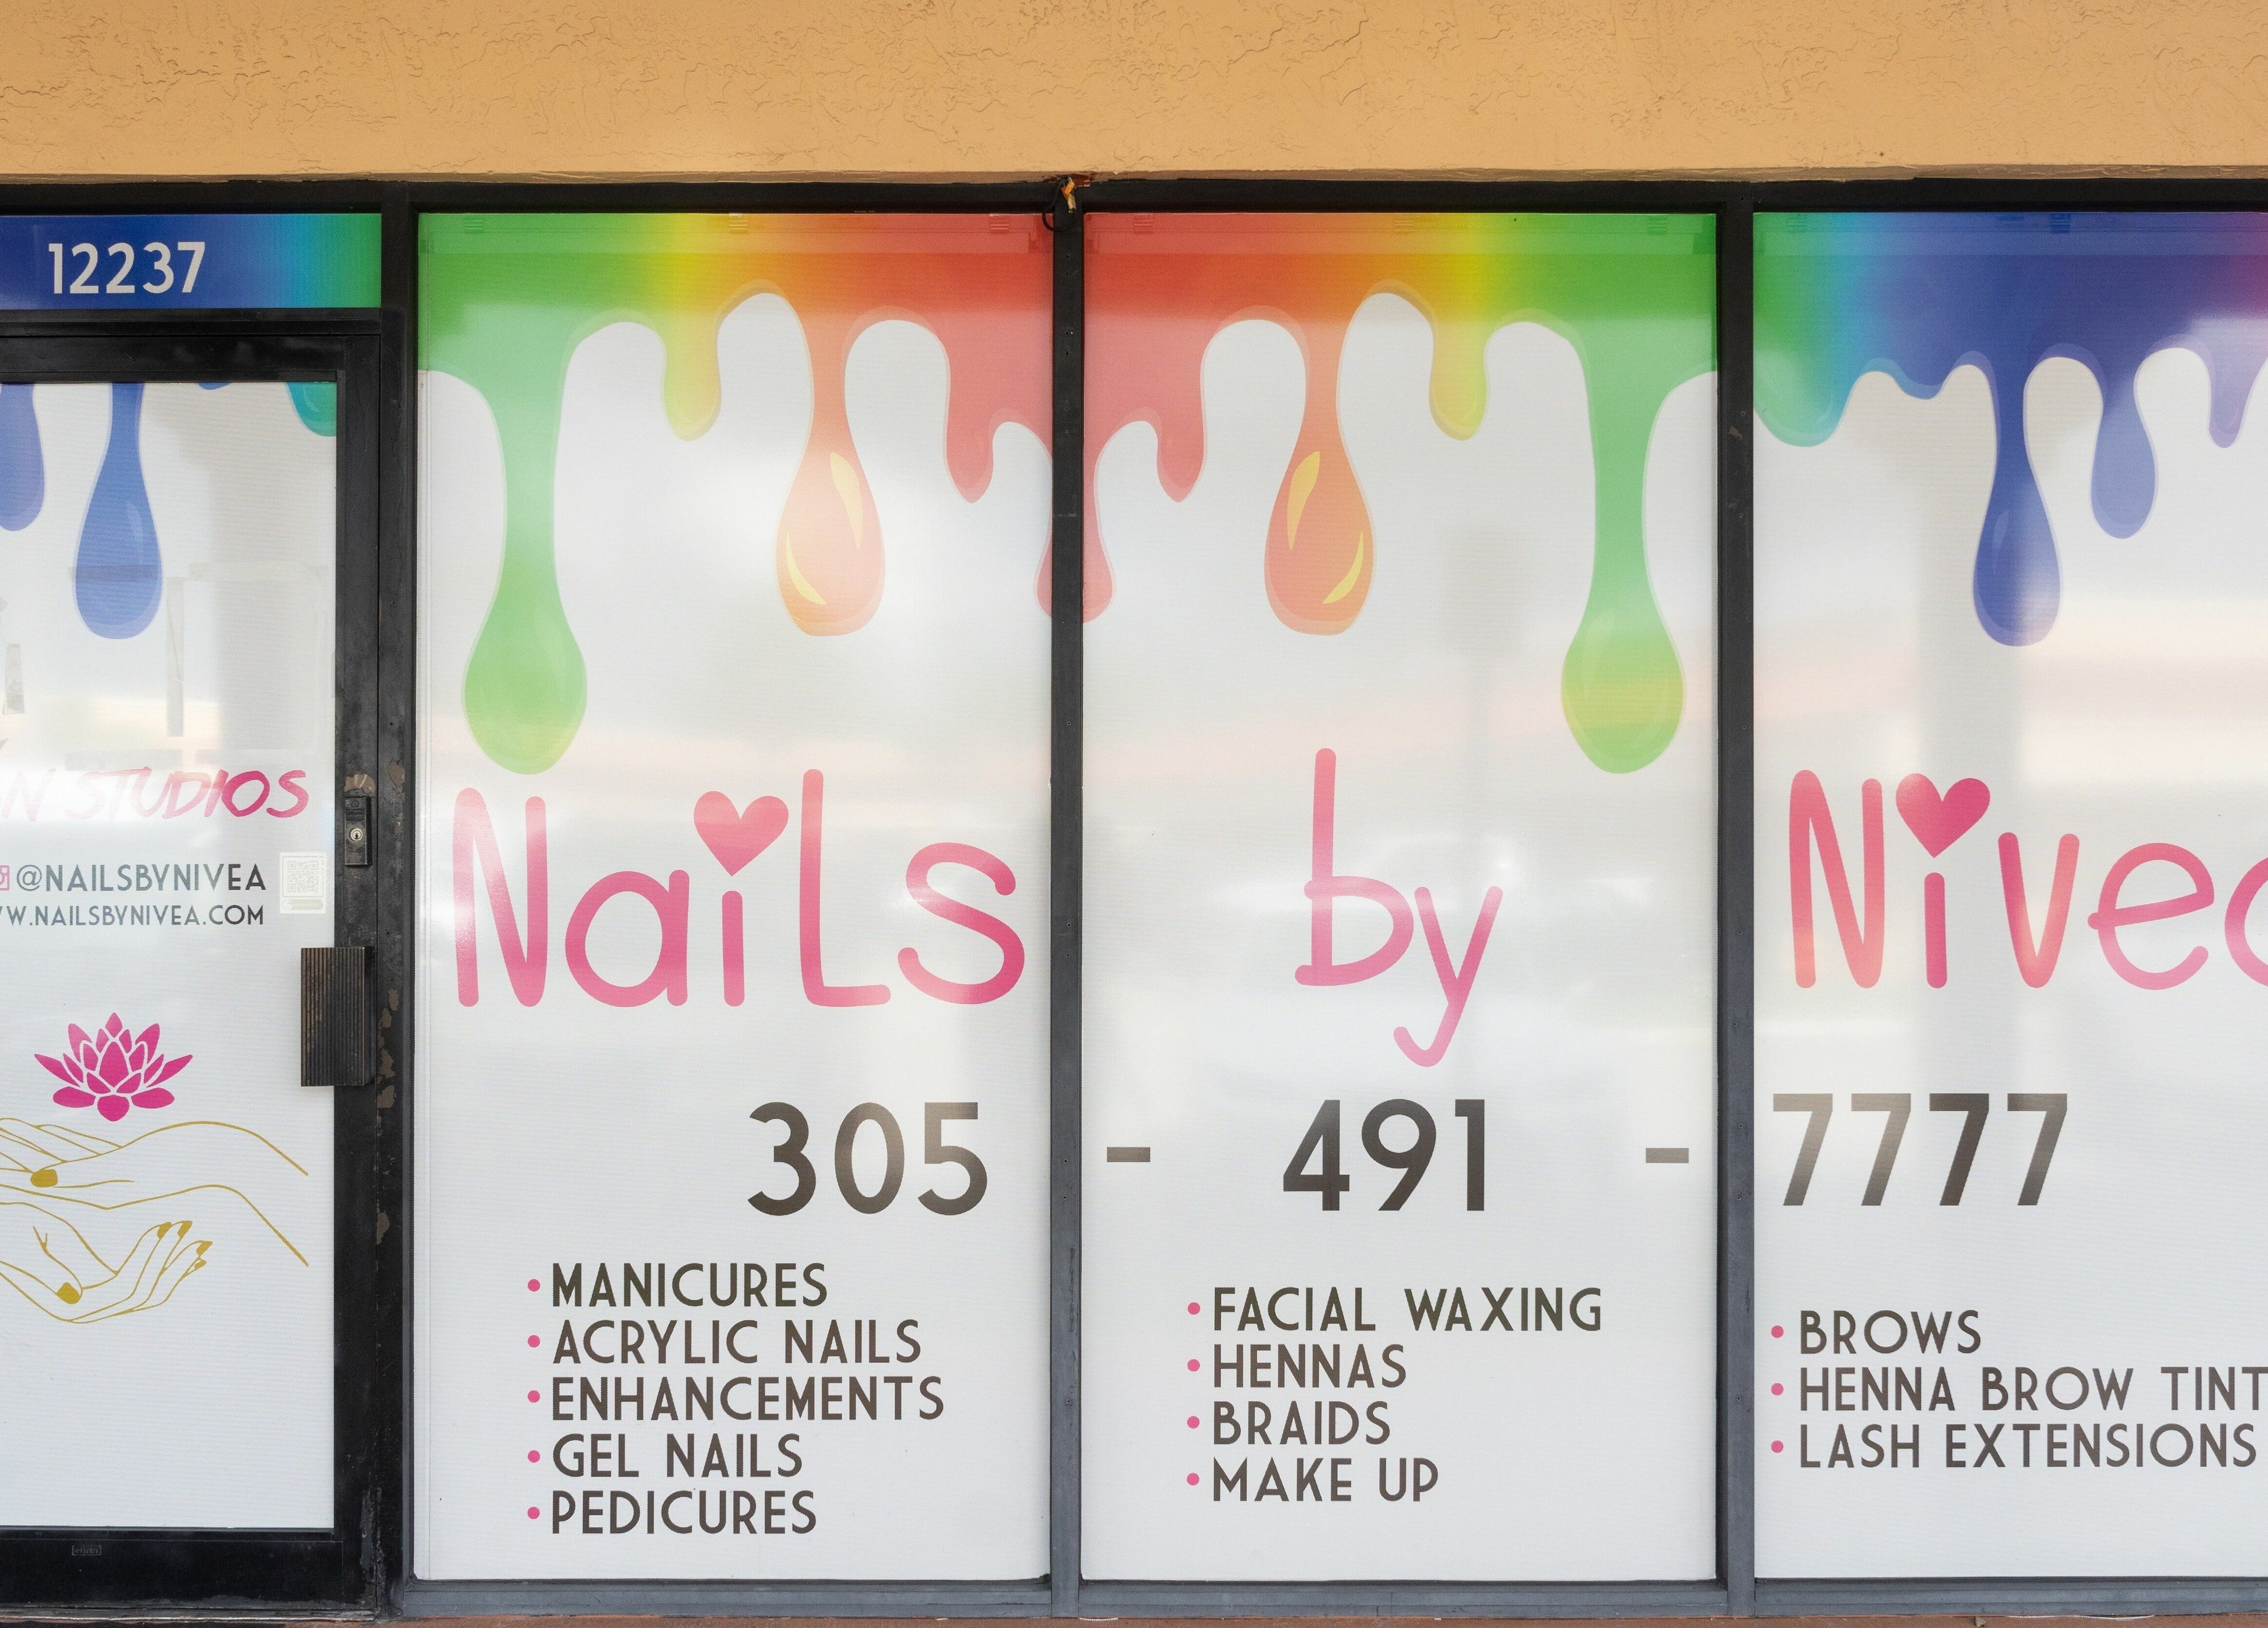 12237
STUDIOS
@NAILSBYNIVEA
W.NAILSBYNIVEA.COM
Nails by Nivea
305 - 491 - 7777
• MANICURES
• ACRYLIC NAILS
• ENHANCEMENTS
• GEL NAILS
• PEDICURES
• FACIAL WAXING
• HENNAS
• BRAIDS
• MAKE UP
• BROWS
• HENNA BROW TINT
• LASH EXTENSIONS